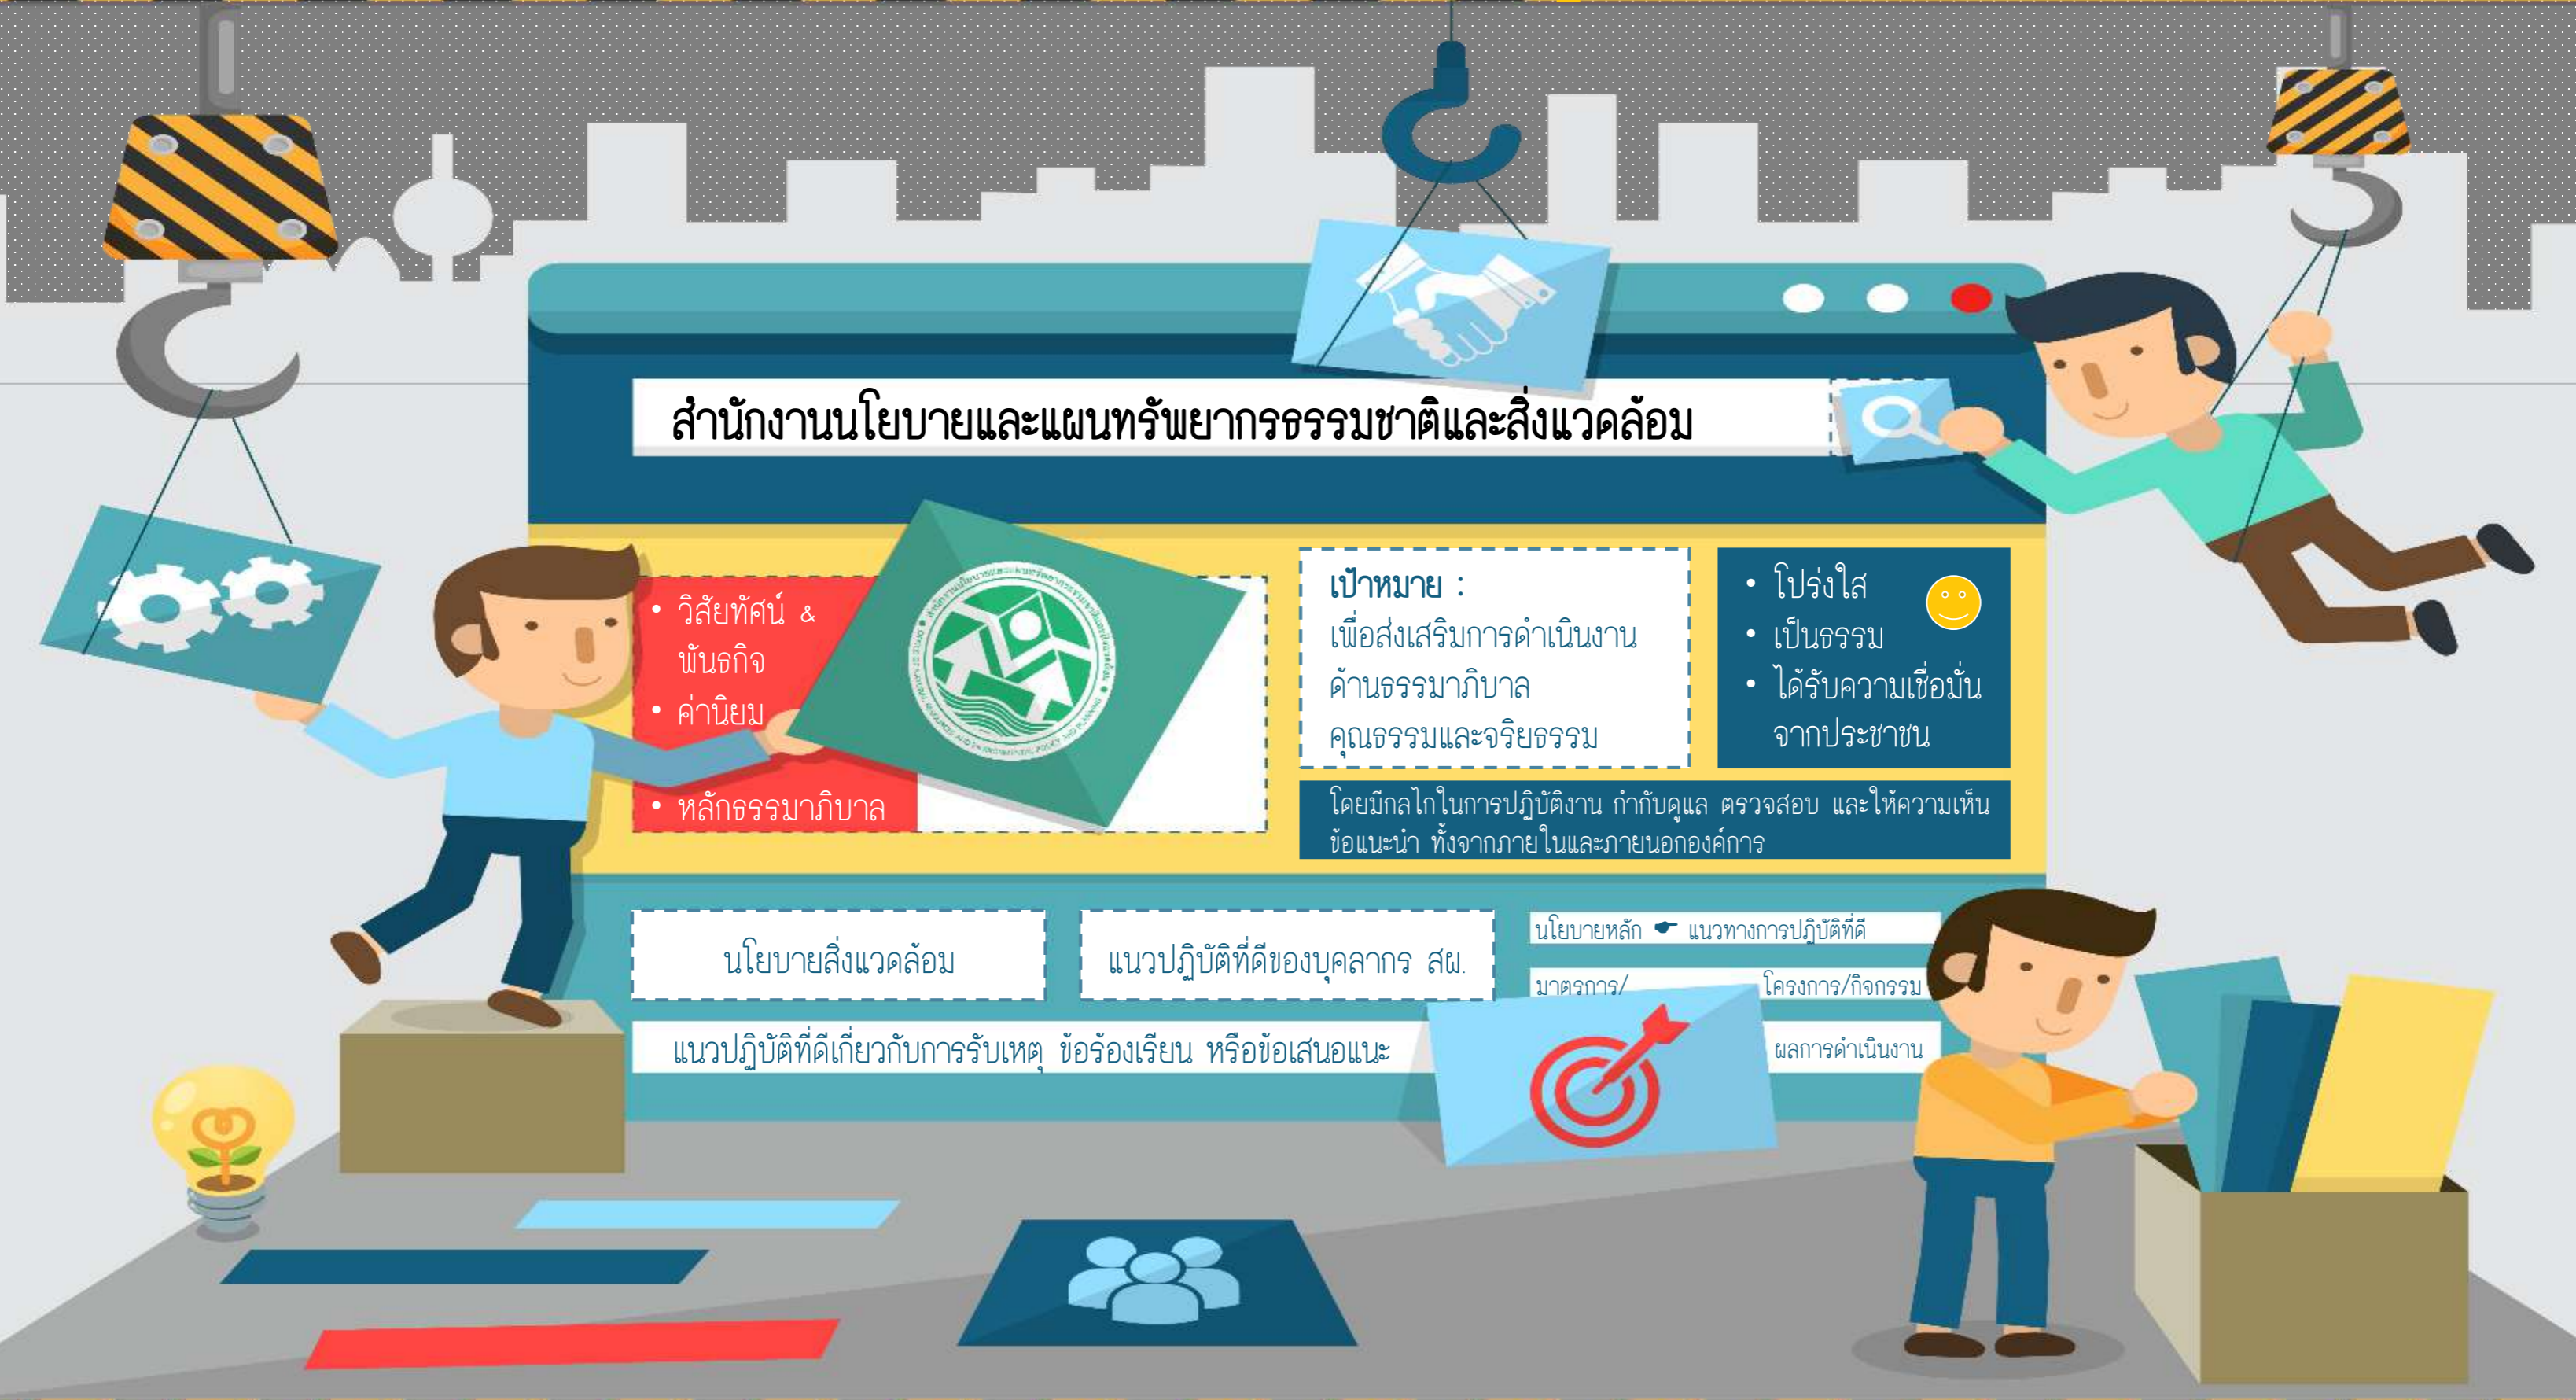 สำนักงานนโยบายและแผนทรัพยากรธรรมชาติและสิ่งแวดล้อม
• วิสัยทัศน์ &
พันธกิจ
• ค่านิยม
• หลักธรรมาภิบาล
เป้าหมาย :
เพื่อส่งเสริมการดำเนินงาน
ด้านธรรมาภิบาล
คุณธรรมและจริยธรรม
• โปร่งใส
• เป็นธรรม
• ได้รับความเชื่อมั่น
จากประชาชน
โดยมีกลไกในการปฏิบัติงาน กำกับดูแล ตรวจสอบ และให้ความเห็น
ข้อแนะนำ ทั้งจากภายในและภายนอกองค์การ
นโยบายสิ่งแวดล้อม
แนวปฏิบัติที่ดีของบุคลากร สผ.
แนวปฏิบัติที่ดีเกี่ยวกับการรับเหตุ ข้อร้องเรียน หรือข้อเสนอแนะ
นโยบายหลัก ☛ แนวทางการปฏิบัติที่ดี
มาตรการ/ โครงการ/กิจกรรม
ผลการดำเนินงาน